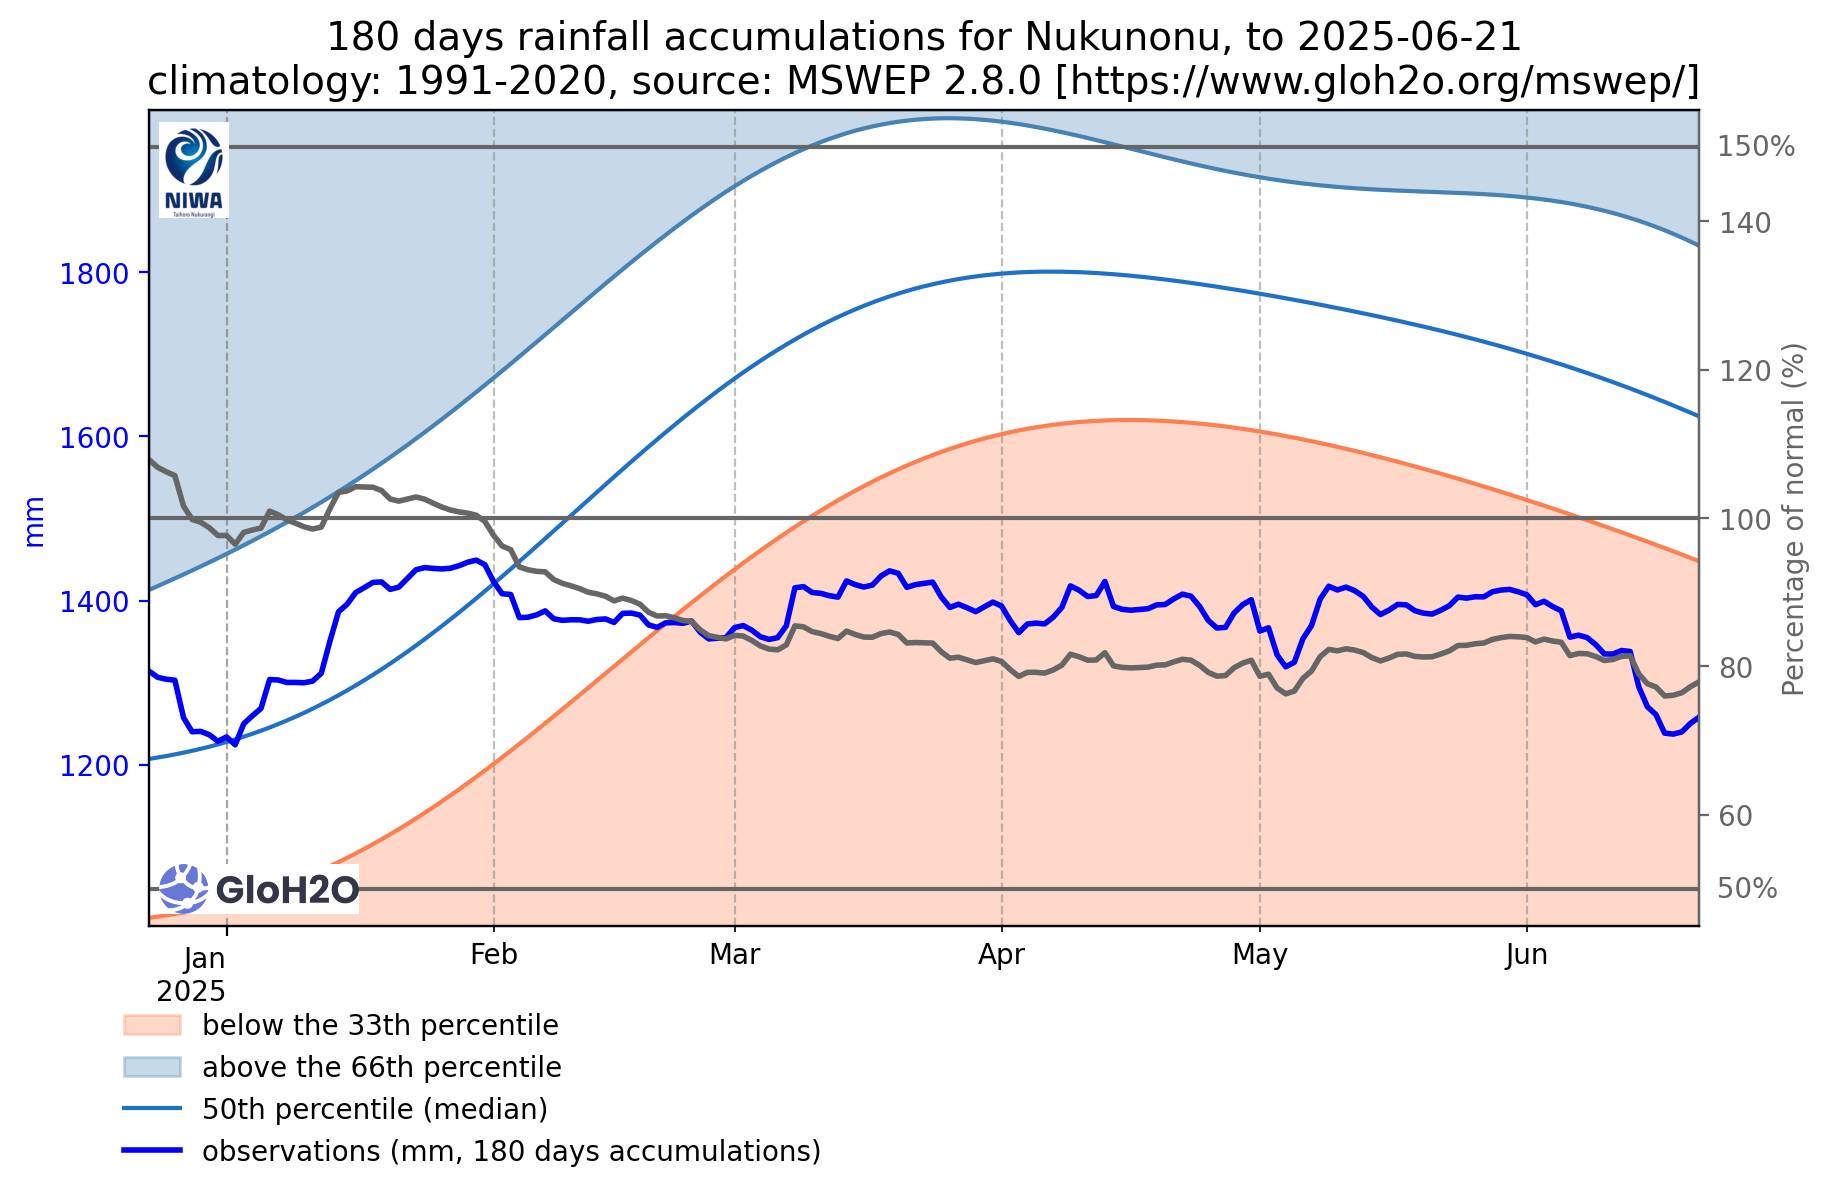 180 days rainfall accumulations for Nukunonu, to 2025-06-21
climatology: 1991-2020, source: MSWEP 2.8.0 [https://www.gloh2o.org/mswep/]
NIWA
Taihoro Nukurangi
150%
140
1800
120
1600
Percentage of normal (%)
mm
100
1400
80
1200
60
GloH2O
50%
Jan
2025
Feb
Mar
Apr
May
Jun
below the 33th percentile
above the 66th percentile
50th percentile (median)
observations (mm, 180 days accumulations)